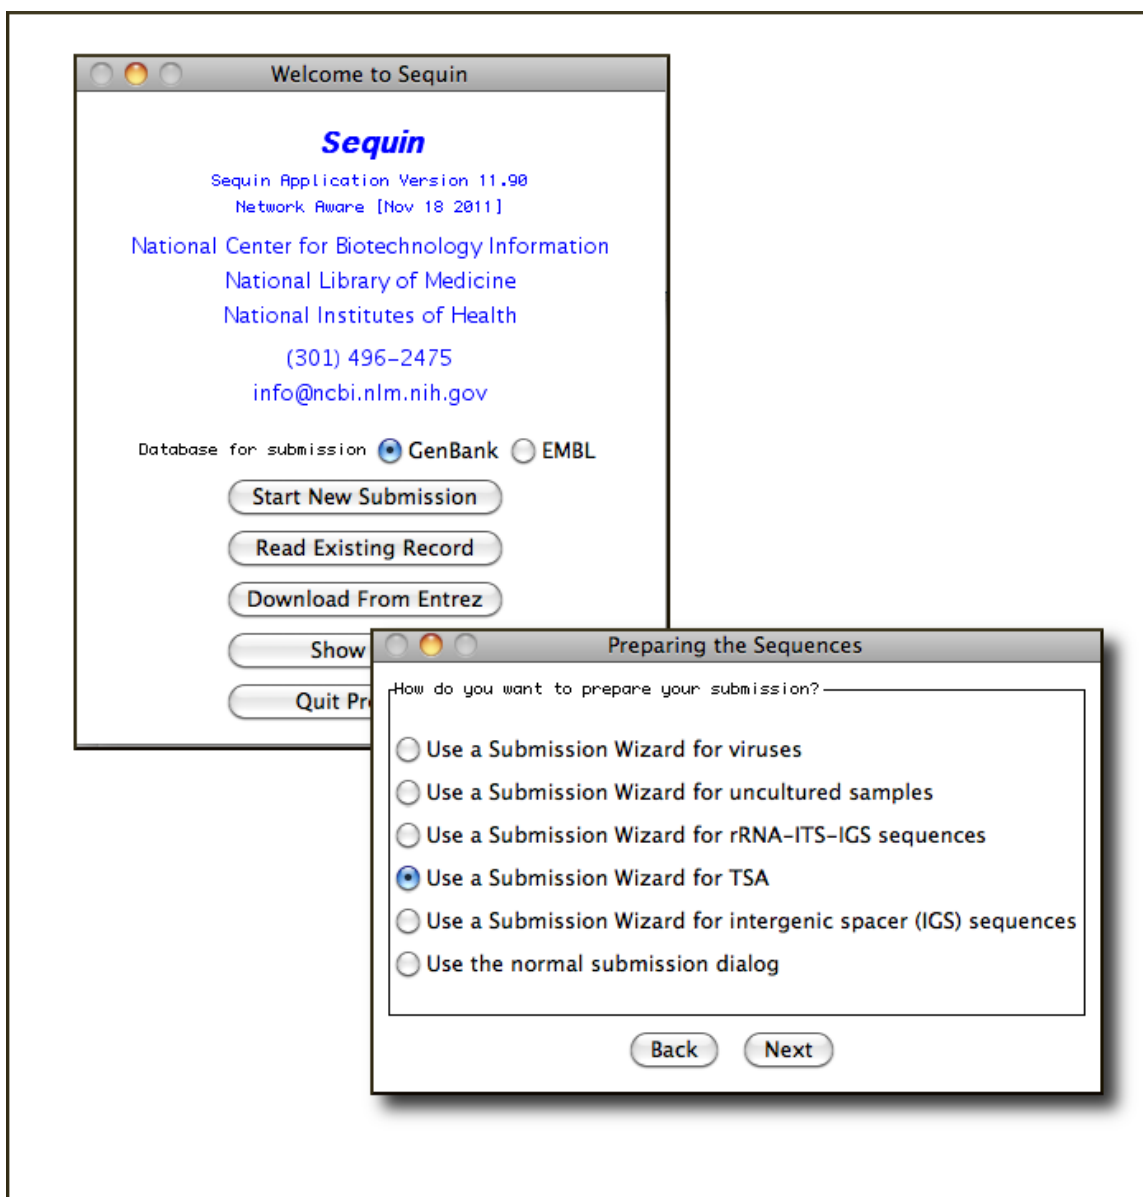 Welcome to Sequin
Sequin
Sequin Application Version 11.90
Network Aware [Nov 18 2011]
National Center for Biotechnology Information
National Library of Medicine
National Institutes of Health
(301) 496-2475
info@ncbi.nlm.nih.gov
Database for submission GenBank EMBL
Start New Submission
Read Existing Record
Download From Entrez
Show
Quit
Preparing the Sequences
How do you want to prepare your submission?
Use a Submission Wizard for viruses
Use a Submission Wizard for uncultured samples
Use a Submission Wizard for rRNA-ITS-IGS sequences
Use a Submission Wizard for TSA
Use a Submission Wizard for intergenic spacer (IGS) sequences
Use the normal submission dialog
Back Next